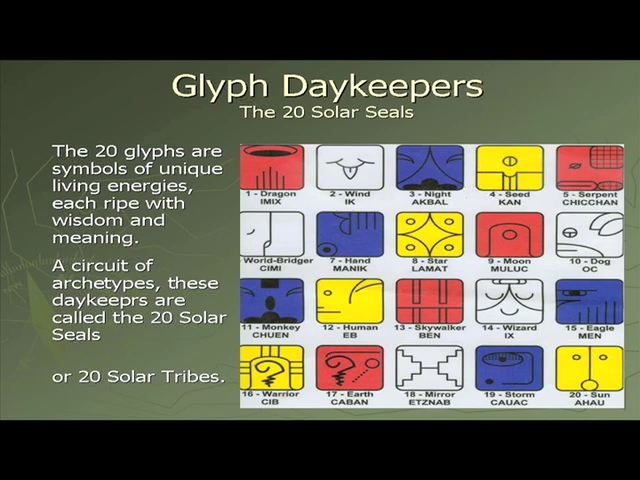 Glyph Daykeepers
The 20 Solar Seals
The 20 glyphs are
symbols of unique
living energies,
each ripe with
wisdom and
meaning.
A circuit of
archetypes, these
daykeeprs are
called the 20 Solar
Seals
or 20 Solar Tribes.
1 - Dragon 2 - Wind 3 - Night 4 - Seed 5 - Serpent
IMIX IK AKBAL KAN CHICCHAN
World-Bridger 7 - Hand 8 - Star 9 - Moon 10 - Dog
CIMI MANIK LAMAT MULUC OC
11 - Monkey 12 - Human 13 - Skywalker 14 - Wizard 15 - Eagle
CHUEN EB BEN IX MEN
16 - Warrior 17 - Earth 18 - Mirror 19 - Storm 20 - Sun
CIB CABAN ETZNAB CAUAC AHAU